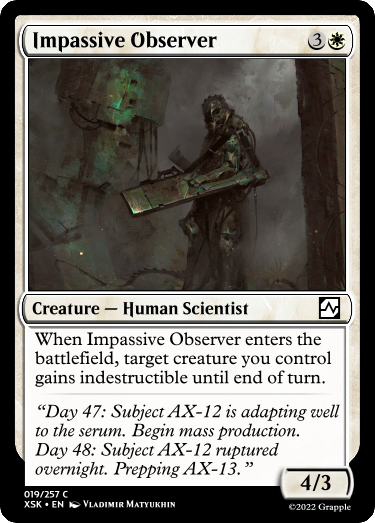 Impassive Observer 3
Creature — Human Scientist
When Impassive Observer enters the
battlefield, target creature you control
gains indestructible until end of turn.
“Day 47: Subject AX-12 is adapting well
to the serum. Begin mass production.
Day 48: Subject AX-12 ruptured
overnight. Prepping AX-13.”
4/3
019/257 C
XSK • EN Vladimir Matyukhin
©2022 Grapple